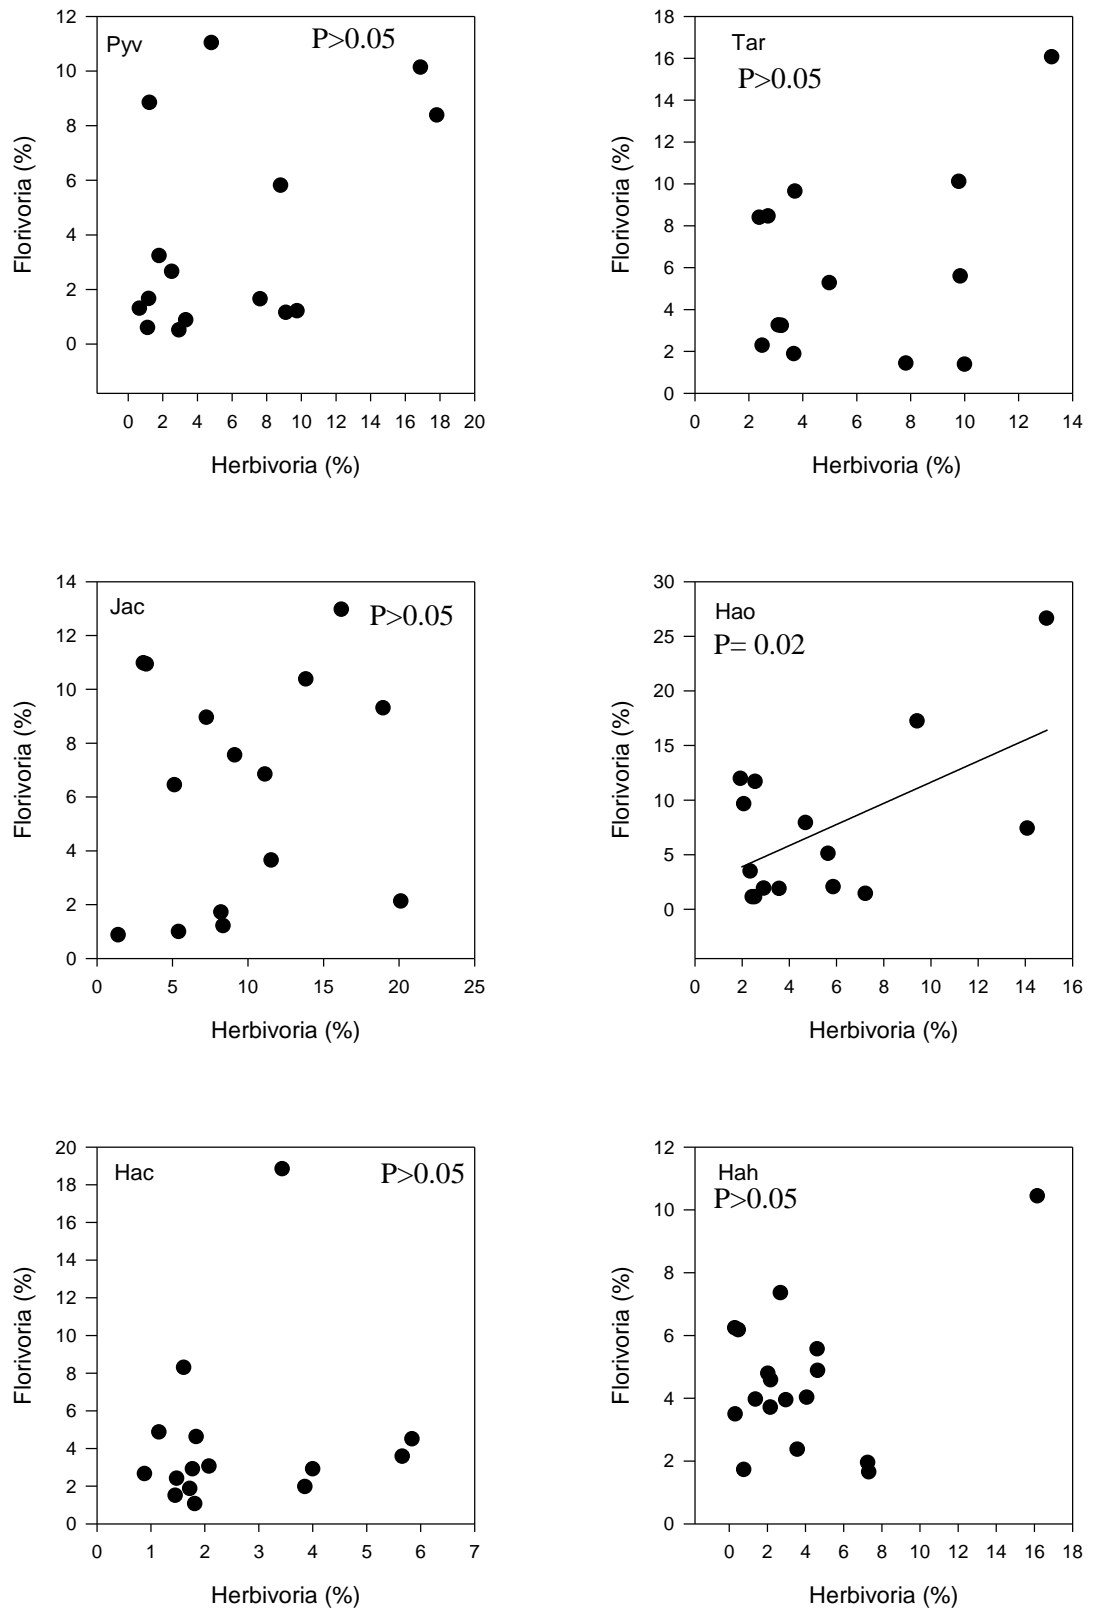 Pyv
P>0.05
12
10
8
6
4
2
0
Florivoria (%)
0 2 4 6 8 10 12 14 16 18 20
Herbivoria (%)
Tar
P>0.05
18
16
14
12
10
8
6
4
2
0
Florivoria (%)
2 4 6 8 10 12 14
0
Herbivoria (%)
Jac
P>0.05
14
12
10
8
6
4
2
0
Florivoria (%)
0 5 10 15 20 25
Herbivoria (%)
Hao
P= 0.02
30
25
20
15
10
5
0
Florivoria (%)
0 2 4 6 8 10 12 14 16
Herbivoria (%)
Hac
P>0.05
20
18
16
14
12
10
8
6
4
2
0
Florivoria (%)
0 1 2 3 4 5 6 7
Herbivoria (%)
Hah
P>0.05
12
10
8
6
4
2
0
Florivoria (%)
0 2 4 6 8 10 12 14 16 18
Herbivoria (%)